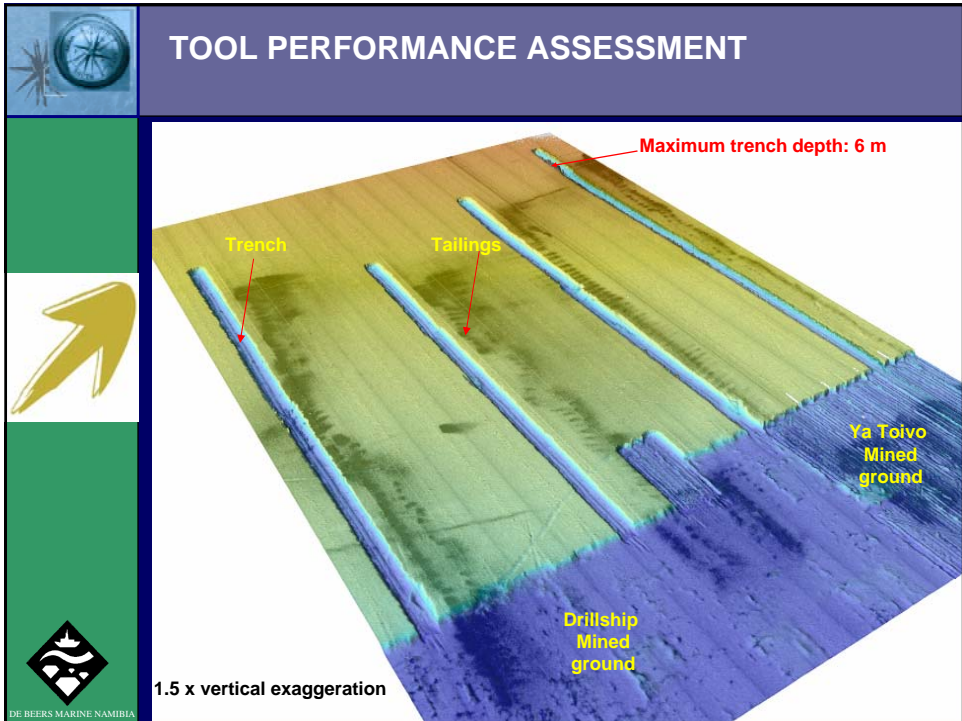 TOOL PERFORMANCE ASSESSMENT
Maximum trench depth: 6 m
Trench
Tailings
Ya Toivo
Mined
ground
Drillship
Mined
ground
1.5 x vertical exaggeration
DE BEERS MARINE NAMIBIA